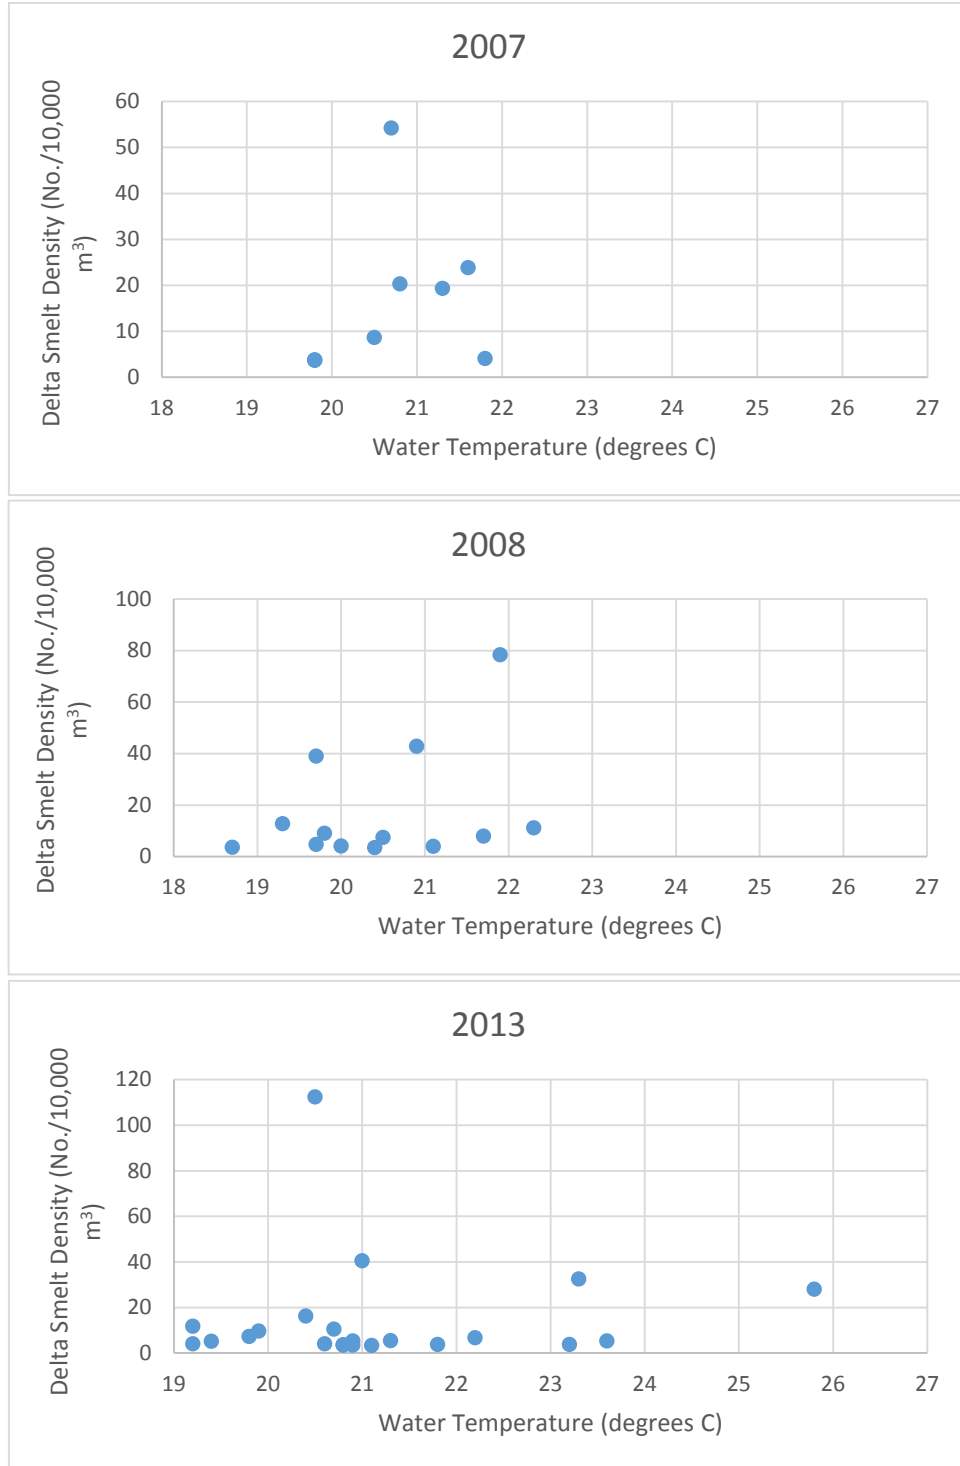 2007
Delta Smelt Density (No./10,000
m³)
60
50
40
30
20
10
0
18 19 20 21 22 23 24 25 26 27
Water Temperature (degrees C)
2008
Delta Smelt Density (No./10,000
m³)
100
80
60
40
20
0
18 19 20 21 22 23 24 25 26 27
Water Temperature (degrees C)
2013
Delta Smelt Density (No./10,000
m³)
120
100
80
60
40
20
0
19 20 21 22 23 24 25 26 27
Water Temperature (degrees C)